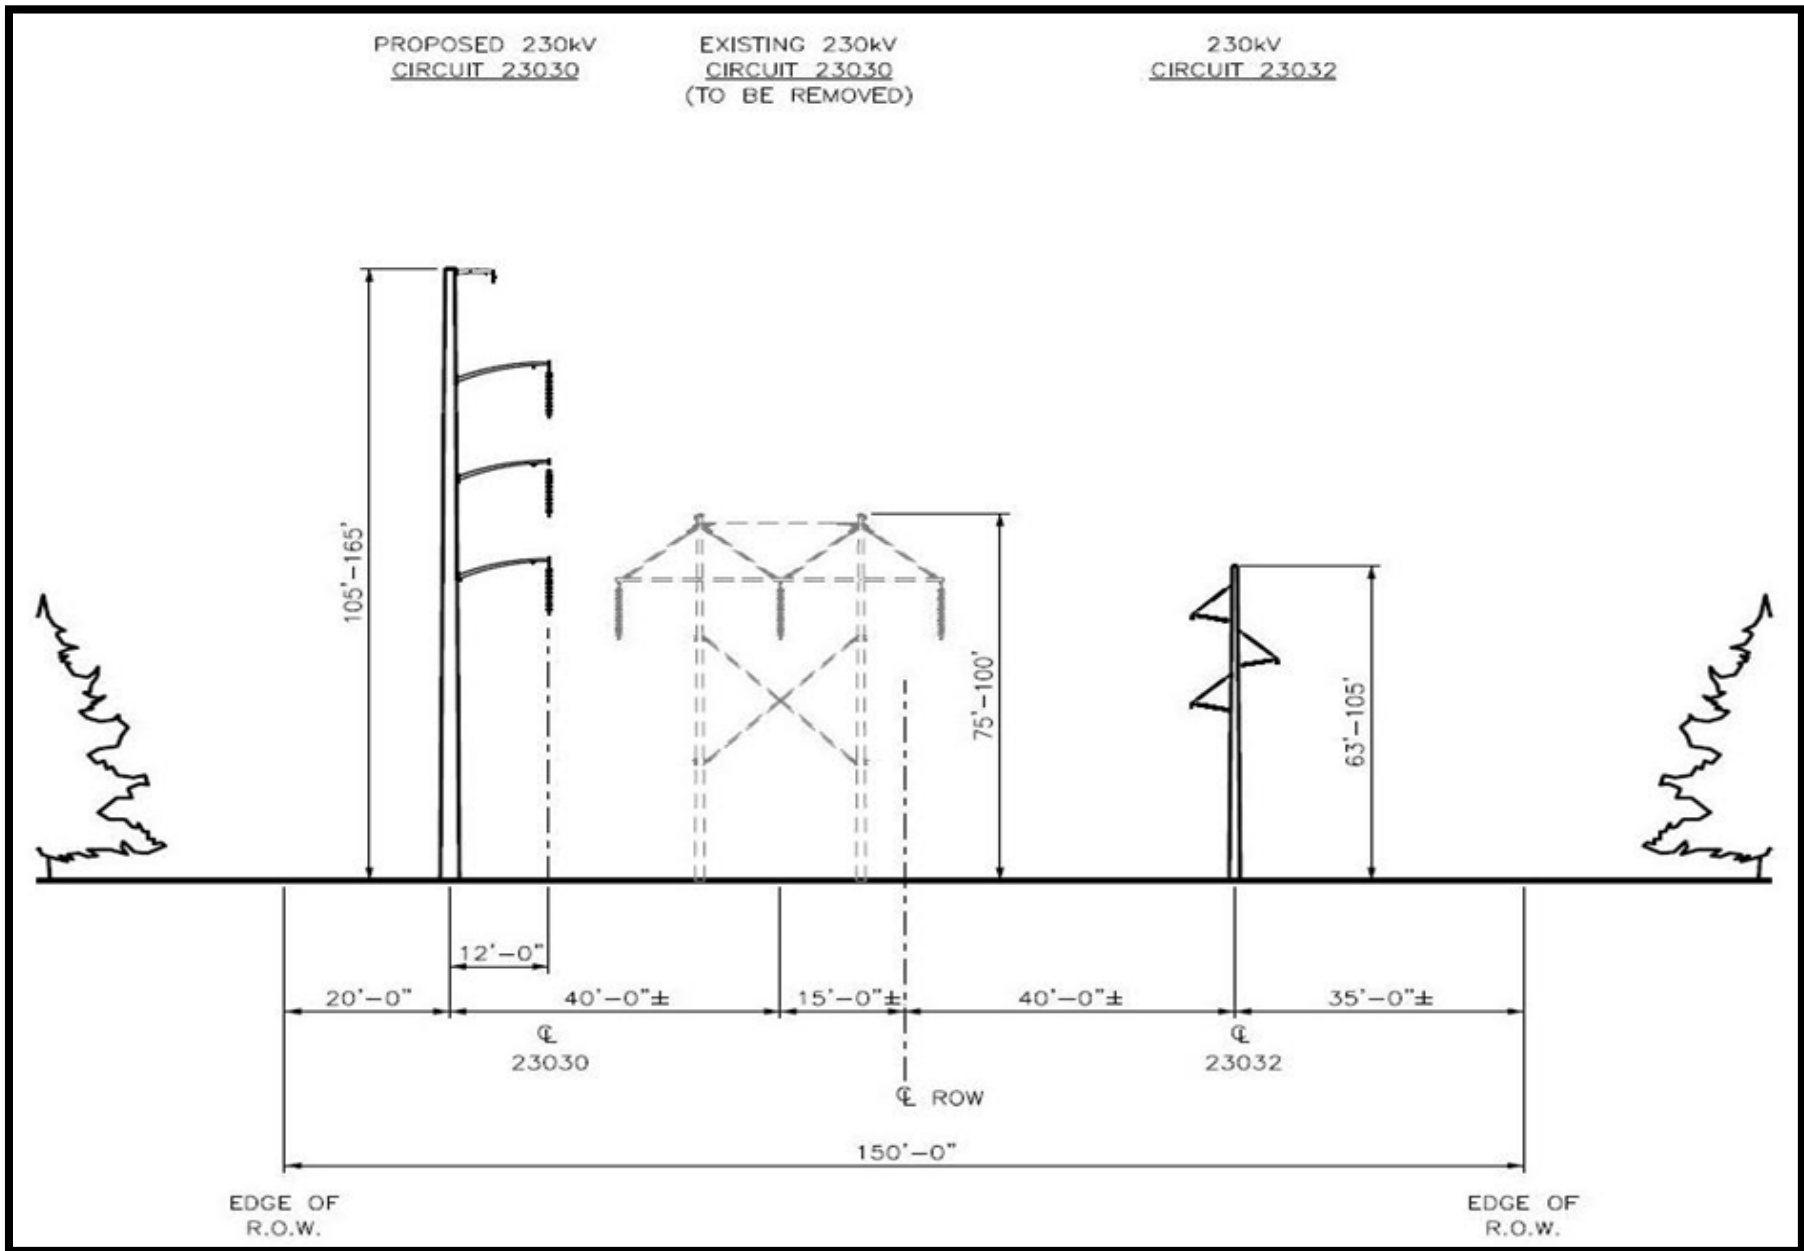 PROPOSED 230kV
CIRCUIT 23030
EXISTING 230kV
CIRCUIT 23030
(TO BE REMOVED)
230kV
CIRCUIT 23032
105'-165'
75'-100'
63'-105'
12'-0"
20'-0"
40'-0"±
15'-0"±
40'-0"±
35'-0"±
℄
23030
℄
23032
℄ ROW
150'-0"
EDGE OF
R.O.W.
EDGE OF
R.O.W.